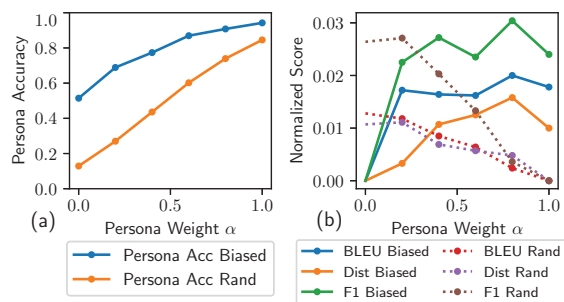 1.0
0.8
0.6
0.4
0.2
0.0
Persona Accuracy
0.0
0.5
1.0
Persona Weight α
(a)
Persona Acc Biased
Persona Acc Rand
0.03
0.02
0.01
0.00
Normalized Score
0.0
0.5
1.0
Persona Weight α
(b)
BLEU Biased
Dist Biased
F1 Biased
BLEU Rand
Dist Rand
F1 Rand